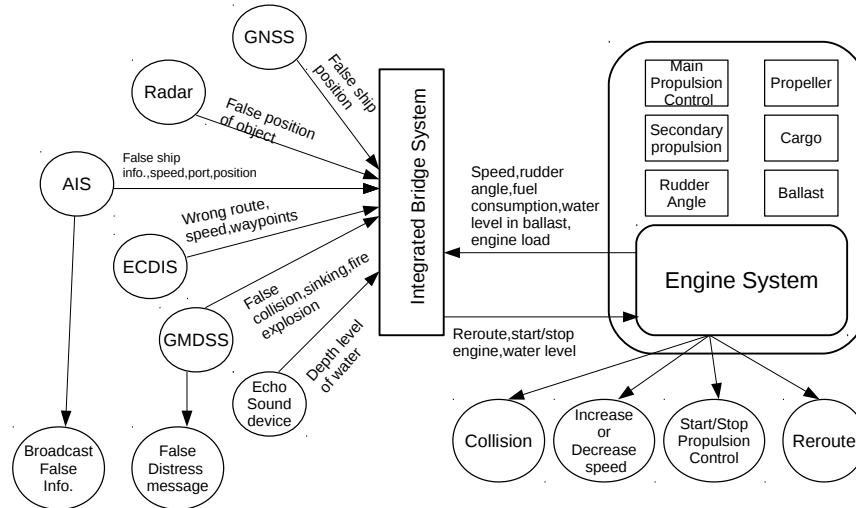 GNSS
False ship
position
Radar
False position
of object
AIS
False ship
info.,speed,port,position
ECDIS
Wrong route,
speed,waypoints
GMDSS
False
collision,sinking,fire
explosion
Echo
Sound
device
Depth level
of water
Broadcast
False
Info.
False
Distress
message
Integrated Bridge System
Speed,rudder
angle,fuel
consumption,water
level in ballast,
engine load
Reroute,start/stop
engine,water level
Main
Propulsion
Control
Propeller
Secondary
propulsion
Cargo
Rudder
Angle
Ballast
Engine System
Collision
Increase
or
Decrease
speed
Start/Stop
Propulsion
Control
Reroute